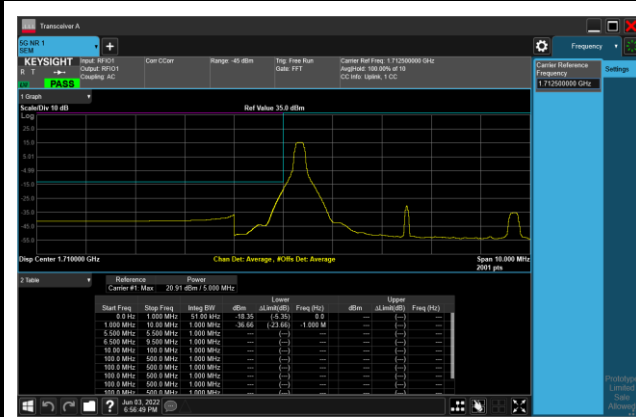 Transceiver A
5G NR 1
SEM
Frequency
KEYSIGHT Input: RFIO1 Corr CCorr Range: -45 dBm Trig: Free Run Carrier Ref Freq: 1.712500000 GHz
R T Output: RFIO1 Gate: FFT Avg|Hold: 100.00% of 10
Coupling: AC CC Info: Uplink, 1 CC
PASS
Carrier Reference Frequency
1.712500000 GHz
Settings
1 Graph
Scale/Div 10 dB Ref Value 35.0 dBm
Log
25.0
15.0
5.01
-4.99
-15.0
-25.0
-35.0
-45.0
-55.0
Disp Center 1.710000 GHz Chan Det: Average , #Offs Det: Average Span 10.000 MHz
2001 pts
2 Table
Reference Power
Carrier #1: Max 20.91 dBm / 5.000 MHz
Lower Upper
Start Freq Stop Freq Integ BW dBm ΔLimit(dB) Freq (Hz) dBm ΔLimit(dB) Freq (Hz)
0.0 Hz 1.000 MHz 51.00 kHz -18.35 (-5.35) 0.0 --- (---) ---
1.000 MHz 10.00 MHz 1.000 MHz -36.66 (-23.66) -1.000 M --- (---) ---
5.500 MHz 5.500 MHz 1.000 MHz --- (---) --- --- (---) ---
6.500 MHz 9.500 MHz 1.000 MHz --- (---) --- --- (---) ---
10.00 MHz 100.0 MHz 1.000 MHz --- (---) --- --- (---) ---
100.0 MHz 500.0 MHz 1.000 MHz --- (---) --- --- (---) ---
100.0 MHz 500.0 MHz 1.000 MHz --- (---) --- --- (---) ---
100.0 MHz 500.0 MHz 1.000 MHz --- (---) --- --- (---) ---
100.0 MHz 500.0 MHz 1.000 MHz --- (---) --- --- (---) ---
Jun 03, 2022
6:56:49 PM
Prototype
Limited
Sale
Allowed